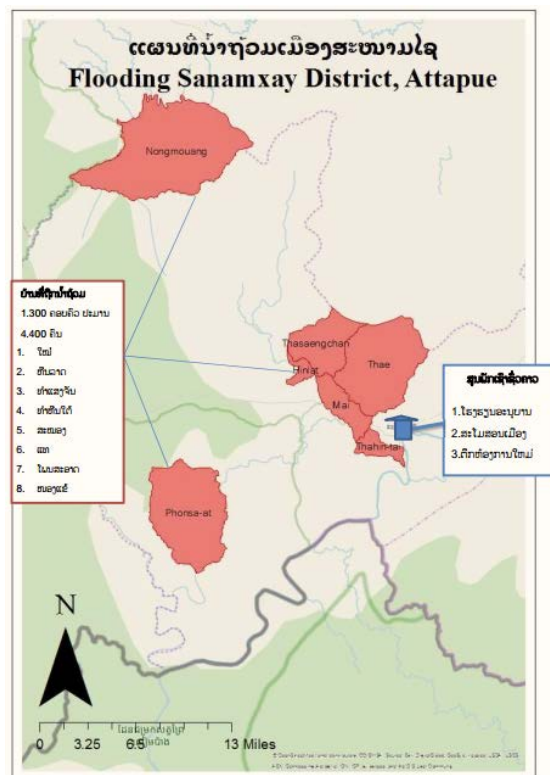 ແຜນທີ່ນ້ຳຖ້ວມເມືອງສະໜາມໄຊ
Flooding Sanamxay District, Attapue
Nongmouang
ບ້ານທີ່ຖືກນ້ຳຖ້ວມ
1.300 ຄອບຄົວ ປະມານ
4.400 ຄົນ
1. ໃໝ່
2. ຫີນລາດ
3. ທ່າແສງຈັນ
4. ທ່າຫີນໃຕ້
5. ສະໜອງ
6. ແທ
7. ໂພນສະອາດ
8. ໜອງແຂ້
Thasaengchan
Hinlat
Thae
Mai
Thahin-tai
Phonsa-at
ສູນພັກເຊົາຊົ່ວຄາວ
1.ໂຮງຮຽນອະນຸບານ
2.ສະໂມສອນເມືອງ
3.ຕຶກຫ້ອງການໃຫມ່
N
0 3.25 6.5 13 Miles